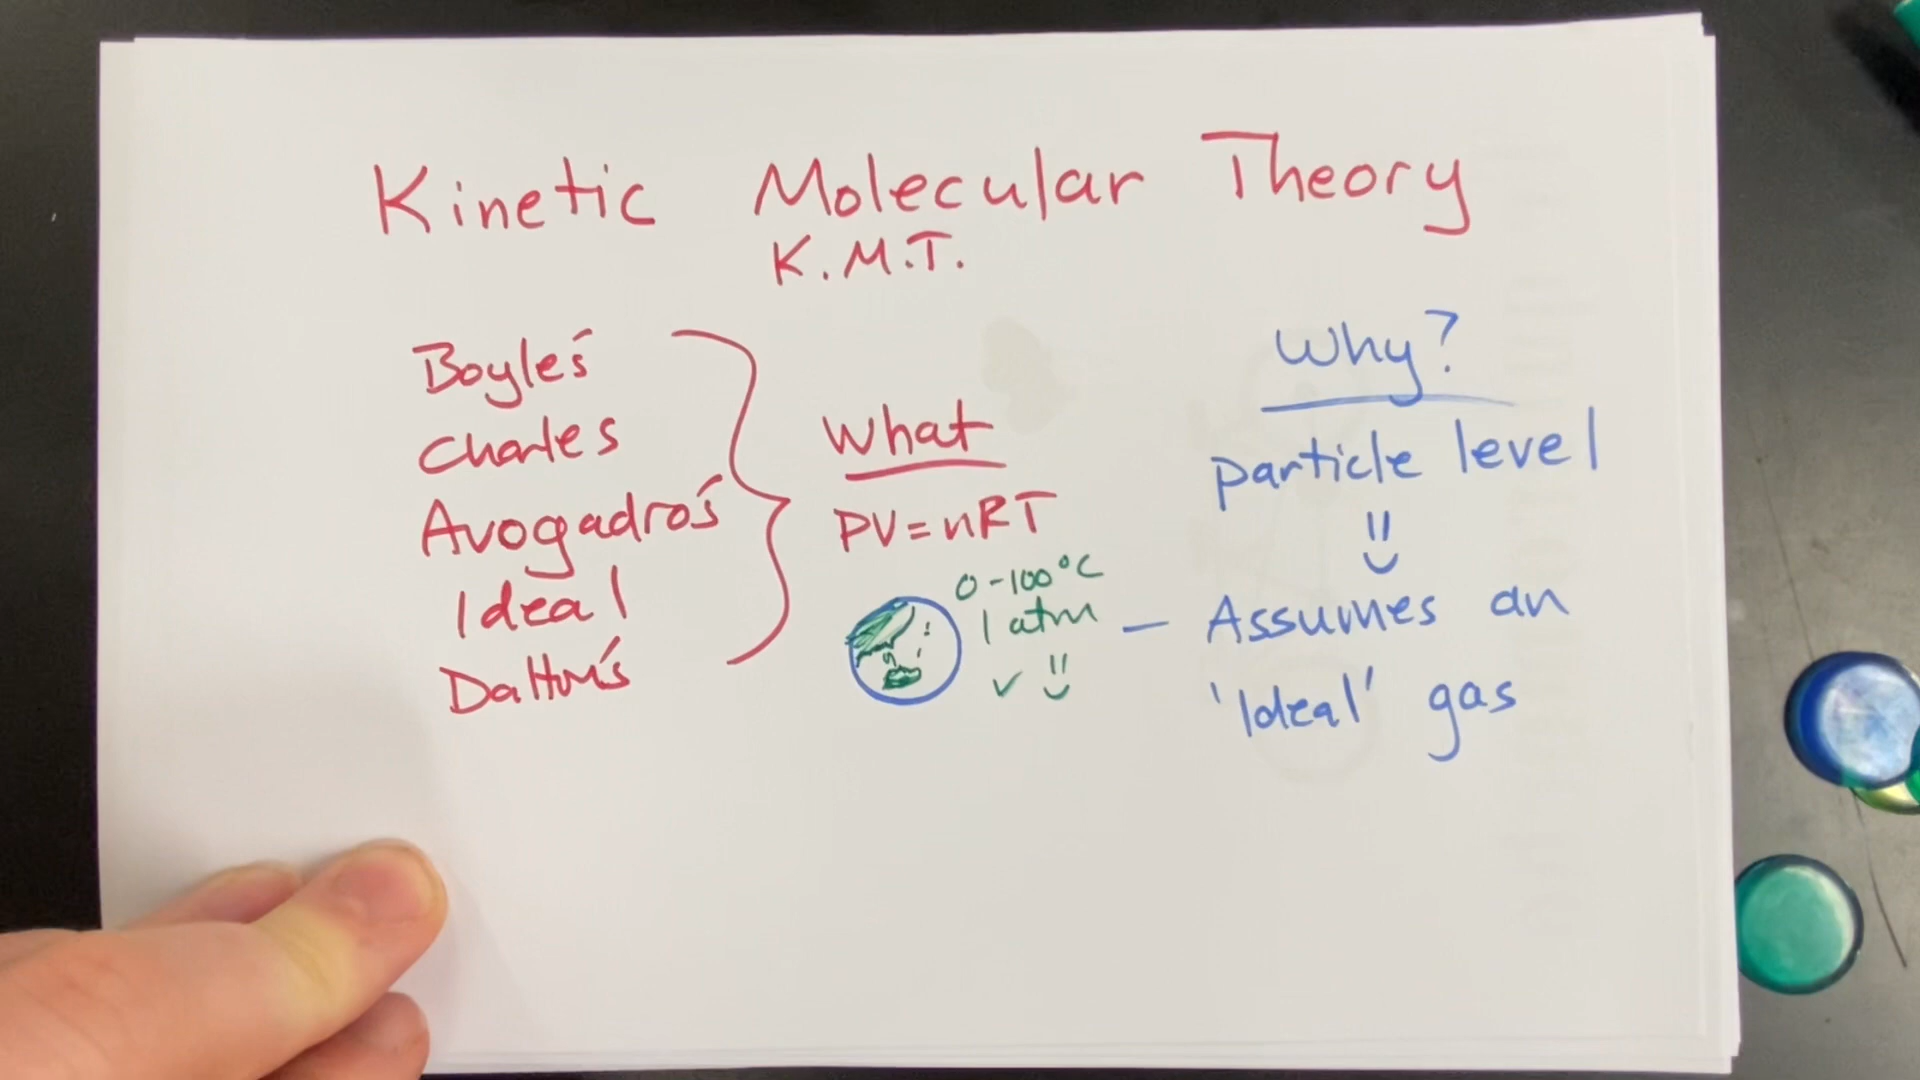 Kinetic Molecular Theory
K.M.T.
Boyle's
Charles
Avogadro's
Ideal
Dalton's
What
PV=nRT
0-100°C
1 atm
✓
Why?
particle level
— Assumes an
'Ideal' gas